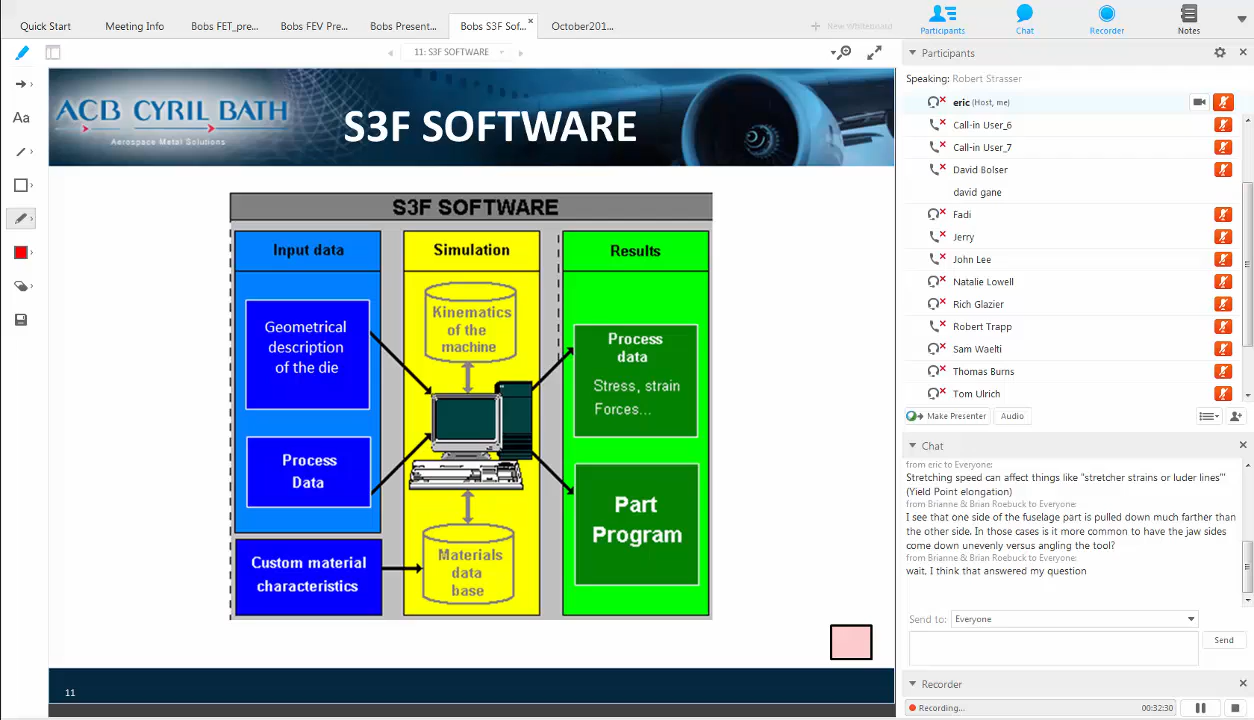 Quick Start
Meeting Info
Bobs FET_pre...
Bobs FEV Pre...
Bobs Present...
Bobs S3F Sof...
October201...
New Whiteboard
Participants
Chat
Recorder
Notes
11: S3F SOFTWARE
Aa
ACB CYRIL BATH
Aerospace Metal Solutions
S3F SOFTWARE
S3F SOFTWARE
Input data
Geometrical
description
of the die
Process
Data
Custom material
characteristics
Simulation
Kinematics
of the
machine
Materials
data
base
Results
Process
data
Stress, strain
Forces...
Part
Program
11
Participants
Speaking: Robert Strasser
eric (Host, me)
Call-in User_6
Call-in User_7
David Bolser
david gane
Fadi
Jerry
John Lee
Natalie Lowell
Rich Glazier
Robert Trapp
Sam Waelti
Thomas Burns
Tom Ulrich
Make Presenter
Audio
Chat
from eric to Everyone:
Stretching speed can affect things like "stretcher strains or luder lines'"
(Yield Point elongation)
from Brianne & Brian Roebuck to Everyone:
I see that one side of the fuselage part is pulled down much farther than
the other side. In those cases is it more common to have the jaw sides
come down unevenly versus angling the tool?
from Brianne & Brian Roebuck to Everyone:
wait. I think that answered my question
Send to: Everyone
Send
Recorder
Recording...
00:32:30